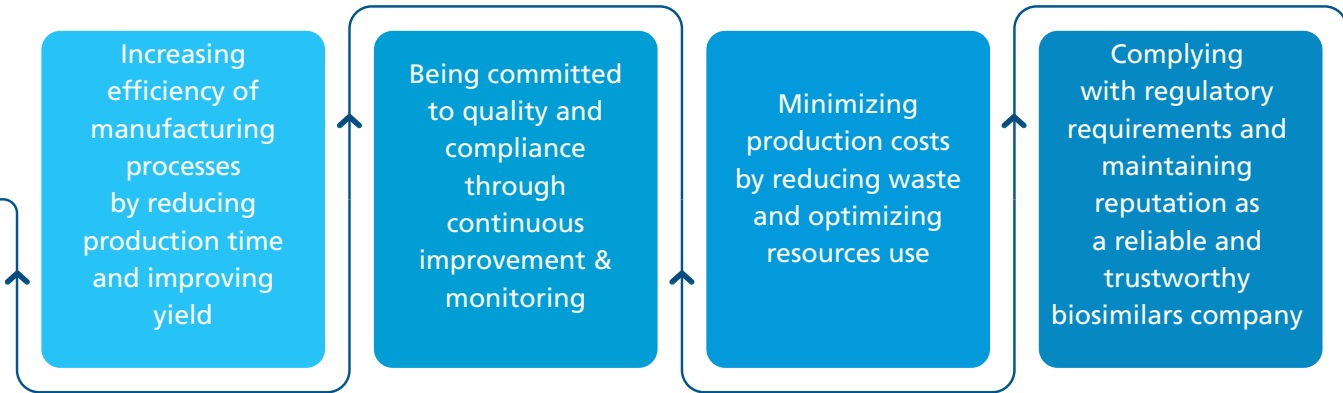 Increasing
efficiency of
manufacturing
processes
by reducing
production time
and improving
yield
Being committed
to quality and
compliance
through
continuous
improvement &
monitoring
Minimizing
production costs
by reducing waste
and optimizing
resources use
Complying
with regulatory
requirements and
maintaining
reputation as
a reliable and
trustworthy
biosimilars company